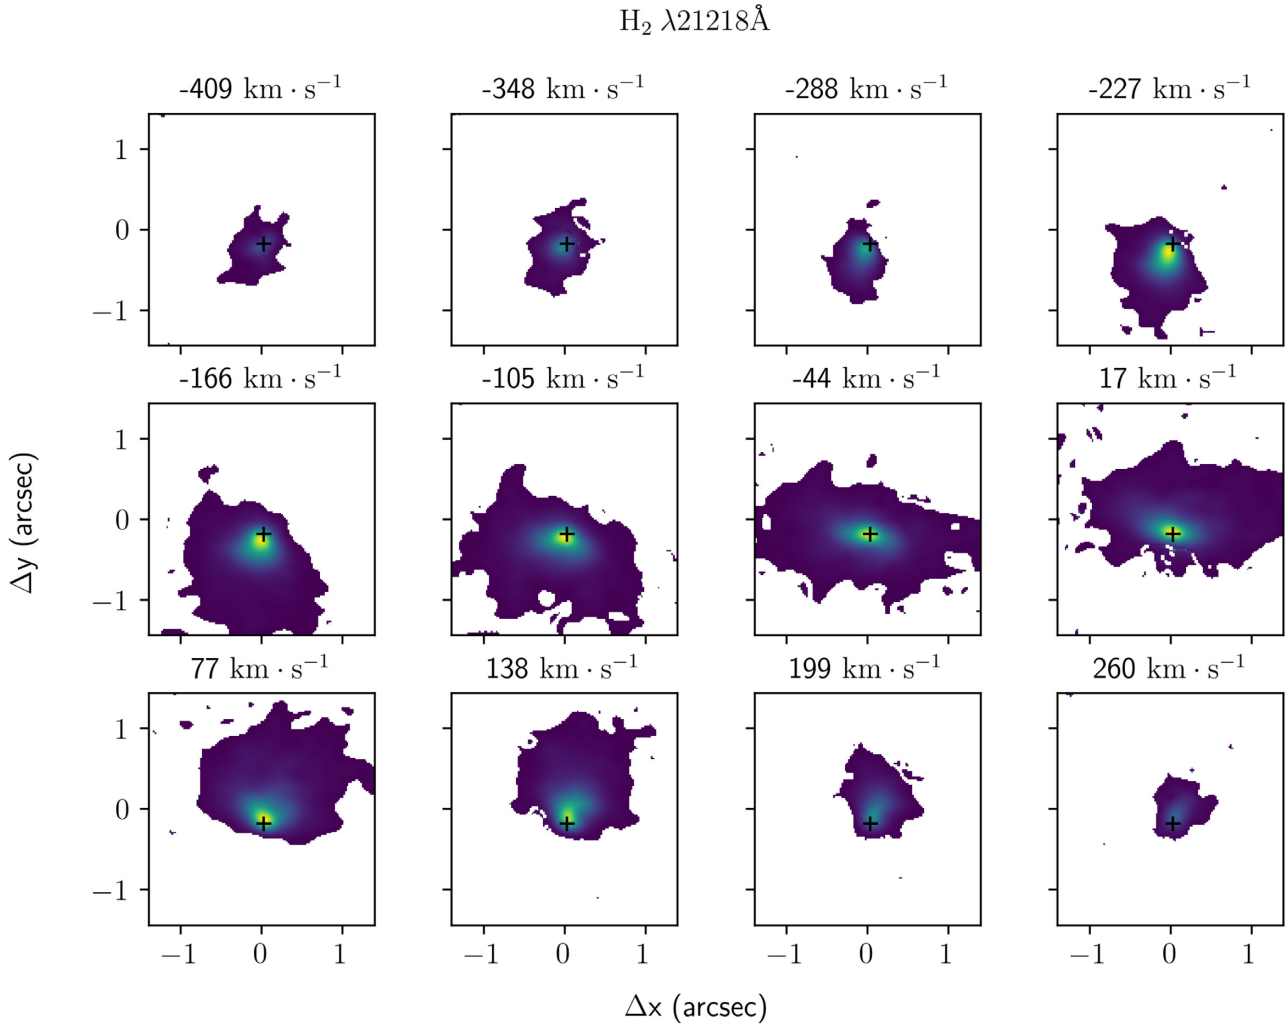 H₂ λ21218Å
-409 km · s⁻¹
-348 km · s⁻¹
-288 km · s⁻¹
-227 km · s⁻¹
1
0
−1
-166 km · s⁻¹
-105 km · s⁻¹
-44 km · s⁻¹
17 km · s⁻¹
1
0
−1
Δy (arcsec)
77 km · s⁻¹
138 km · s⁻¹
199 km · s⁻¹
260 km · s⁻¹
1
0
−1
−1 0 1
−1 0 1
−1 0 1
−1 0 1
Δx (arcsec)